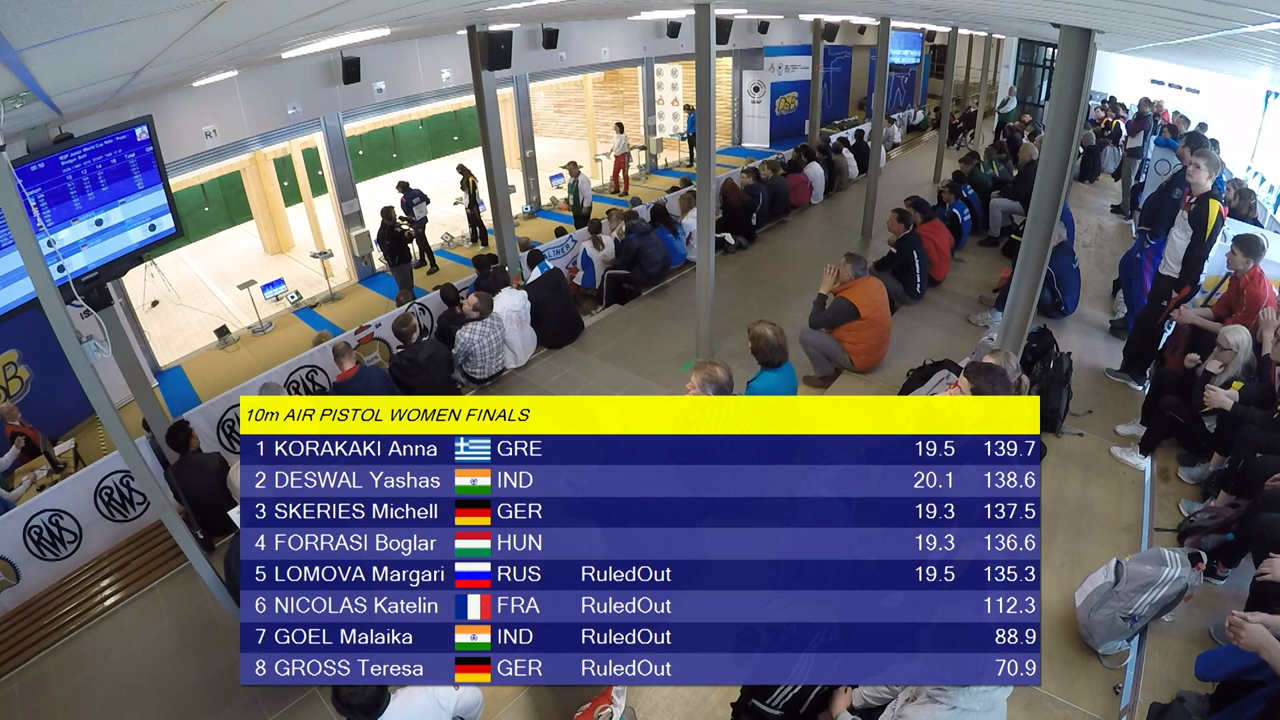 R1
DSB
DSB
RWS
RWS
RWS
RWS
10m AIR PISTOL WOMEN FINALS
1 KORAKAKI Anna GRE 19.5 139.7
2 DESWAL Yashas IND 20.1 138.6
3 SKERIES Michell GER 19.3 137.5
4 FORRASI Boglar HUN 19.3 136.6
5 LOMOVA Margari RUS RuledOut 19.5 135.3
6 NICOLAS Katelin FRA RuledOut 112.3
7 GOEL Malaika IND RuledOut 88.9
8 GROSS Teresa GER RuledOut 70.9